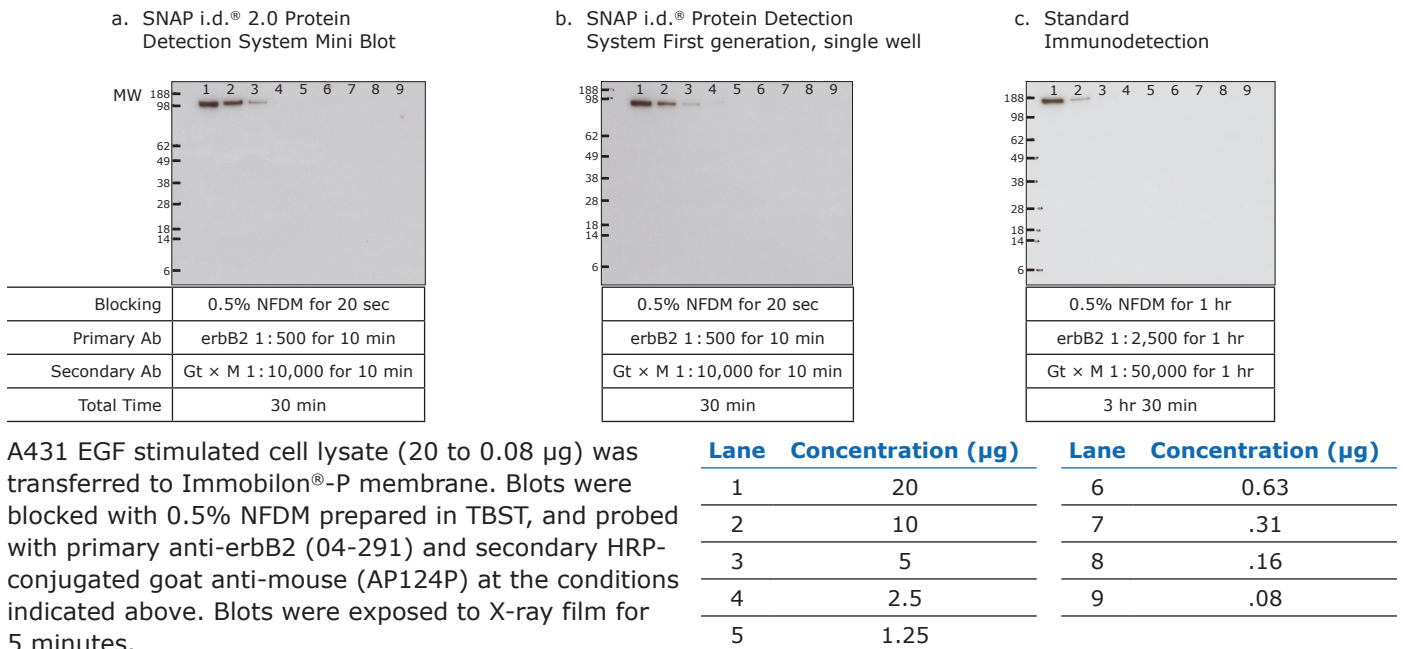 a. SNAP i.d.® 2.0 Protein
Detection System Mini Blot
MW 188
98
62
49
38
28
18
14
6
1 2 3 4 5 6 7 8 9
Blocking 0.5% NFDM for 20 sec
Primary Ab erbB2 1:500 for 10 min
Secondary Ab Gt × M 1:10,000 for 10 min
Total Time 30 min
b. SNAP i.d.® Protein Detection
System First generation, single well
188
98
62
49
38
28
18
14
6
1 2 3 4 5 6 7 8 9
0.5% NFDM for 20 sec
erbB2 1:500 for 10 min
Gt × M 1:10,000 for 10 min
30 min
c. Standard
Immunodetection
188
98
62
49
38
28
18
14
6
1 2 3 4 5 6 7 8 9
0.5% NFDM for 1 hr
erbB2 1:2,500 for 1 hr
Gt × M 1:50,000 for 1 hr
3 hr 30 min
A431 EGF stimulated cell lysate (20 to 0.08 µg) was
transferred to Immobilon®-P membrane. Blots were
blocked with 0.5% NFDM prepared in TBST, and probed
with primary anti-erbB2 (04-291) and secondary HRP-
conjugated goat anti-mouse (AP124P) at the conditions
indicated above. Blots were exposed to X-ray film for
5 minutes.
Lane Concentration (µg)
1 20
2 10
3 5
4 2.5
5 1.25
Lane Concentration (µg)
6 0.63
7 .31
8 .16
9 .08